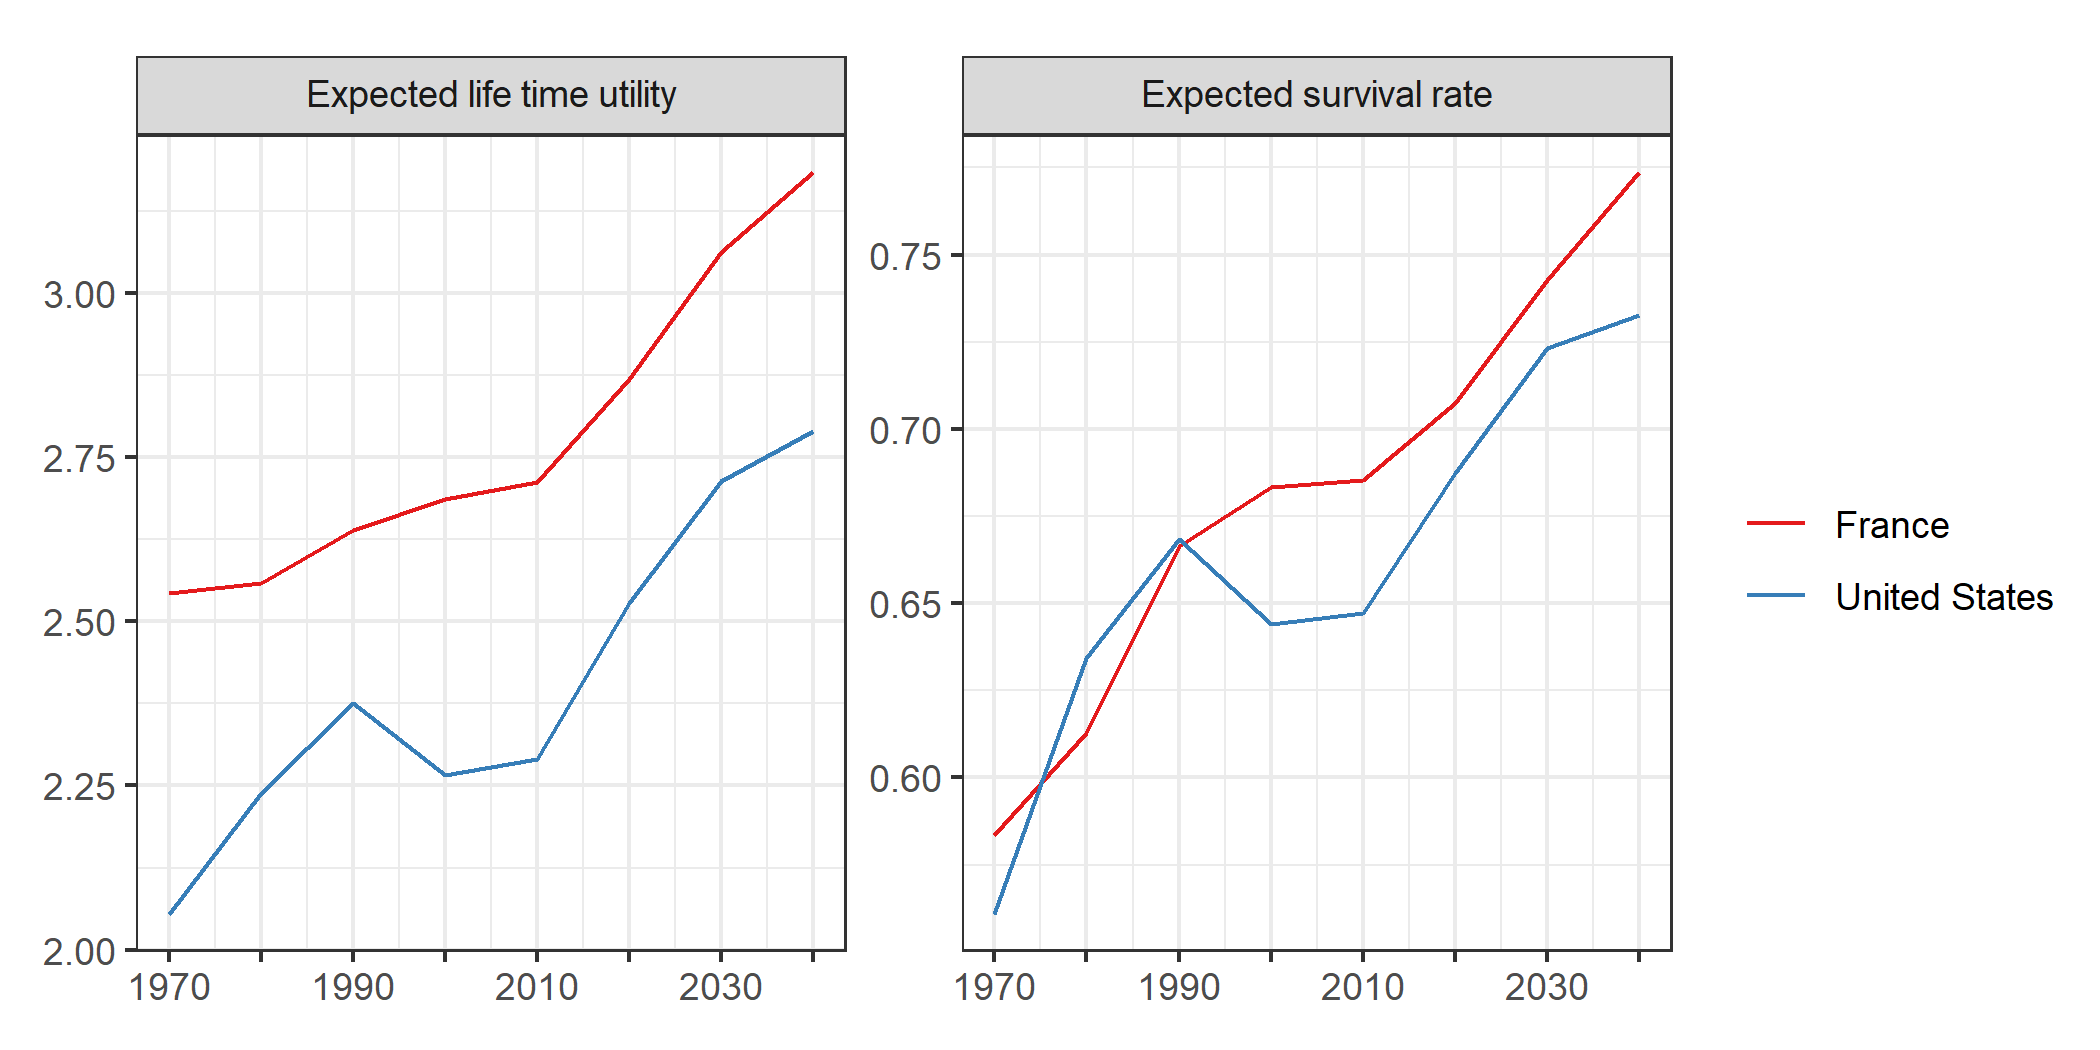 Expected life time utility
Expected survival rate
3.00
2.75
2.50
2.25
2.00
1970 1990 2010 2030
0.75
0.70
0.65
0.60
1970 1990 2010 2030
France
United States